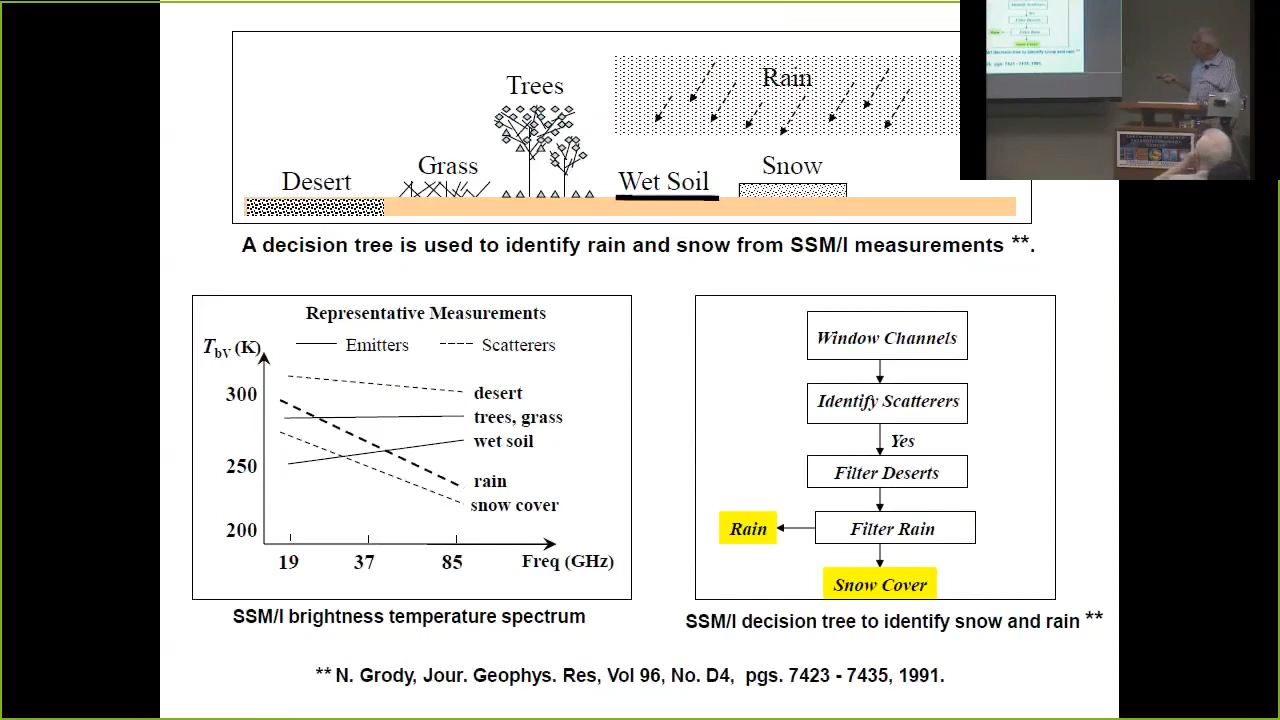 Trees
Rain
Grass
Snow
Desert
Wet Soil
A decision tree is used to identify rain and snow from SSM/I measurements **.
Representative Measurements
TbV (K)
Emitters
Scatterers
300
250
200
desert
trees, grass
wet soil
rain
snow cover
19
37
85
Freq (GHz)
SSM/I brightness temperature spectrum
Window Channels
Identify Scatterers
Yes
Filter Deserts
Rain
Filter Rain
Snow Cover
SSM/I decision tree to identify snow and rain **
** N. Grody, Jour. Geophys. Res, Vol 96, No. D4, pgs. 7423 - 7435, 1991.